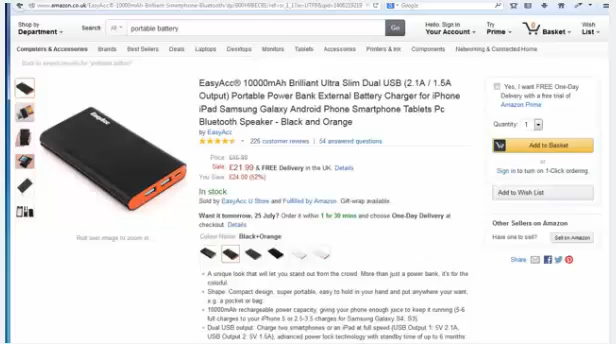 www.amazon.co.uk/EasyAcc®-10000mAh-Brilliant-Smartphone-Bluetooth/dp/
Google
Shop by
Department
Search
All
portable battery
Go
Hello. Sign in
Your Account
Try
Prime
Basket
Wish
List
Computers & Accessories
Brands
Best Sellers
Deals
Laptops
Desktops
Monitors
Tablets
Accessories
Printers & Ink
Components
Networking & Connected Home
Back to search results for "portable battery"
EasyAcc® 10000mAh Brilliant Ultra Slim Dual USB (2.1A / 1.5A
Output) Portable Power Bank External Battery Charger for iPhone
iPad Samsung Galaxy Android Phone Smartphone Tablets Pc
Bluetooth Speaker - Black and Orange
by EasyAcc
customer reviews | 54 answered questions
Price:
Sale: £21.99 & FREE Delivery in the UK. Details
You Save:
In stock
Sold by EasyAcc U Store and Fulfilled by Amazon. Gift-wrap available.
Want it tomorrow, 25 July? Order it within 1 hr 30 mins and choose One-Day Delivery at
checkout. Details
Colour Name: Black+Orange
A unique look that will let you stand out from the crowd. More than just a power bank, it's for the
colorful.
Shape: Compact design, super portable, easy to hold in your hand and put anywhere your want,
e.g. a pocket or bag.
10000mAh rechargeable power capacity, giving your phone enough juice to keep it running (5-6
full charges to your iPhone 5 or 2.5-3.5 charges for Samsung Galaxy S4, S3)
Dual USB output: Charge two smartphones or an iPad at full speed (USB Output 1: 5V 2.1A,
USB Output 2: 5V 1.5A), advanced power lock technology with standby time of up to 6 months
EasyAcc
Roll over image to zoom in
Yes, I want FREE One-Day
Delivery with a free trial of
Amazon Prime
Quantity: 1
Add to Basket
or
Sign in to turn on 1-Click ordering.
Add to Wish List
Other Sellers on Amazon
Have one to sell?
Sell on Amazon
Share